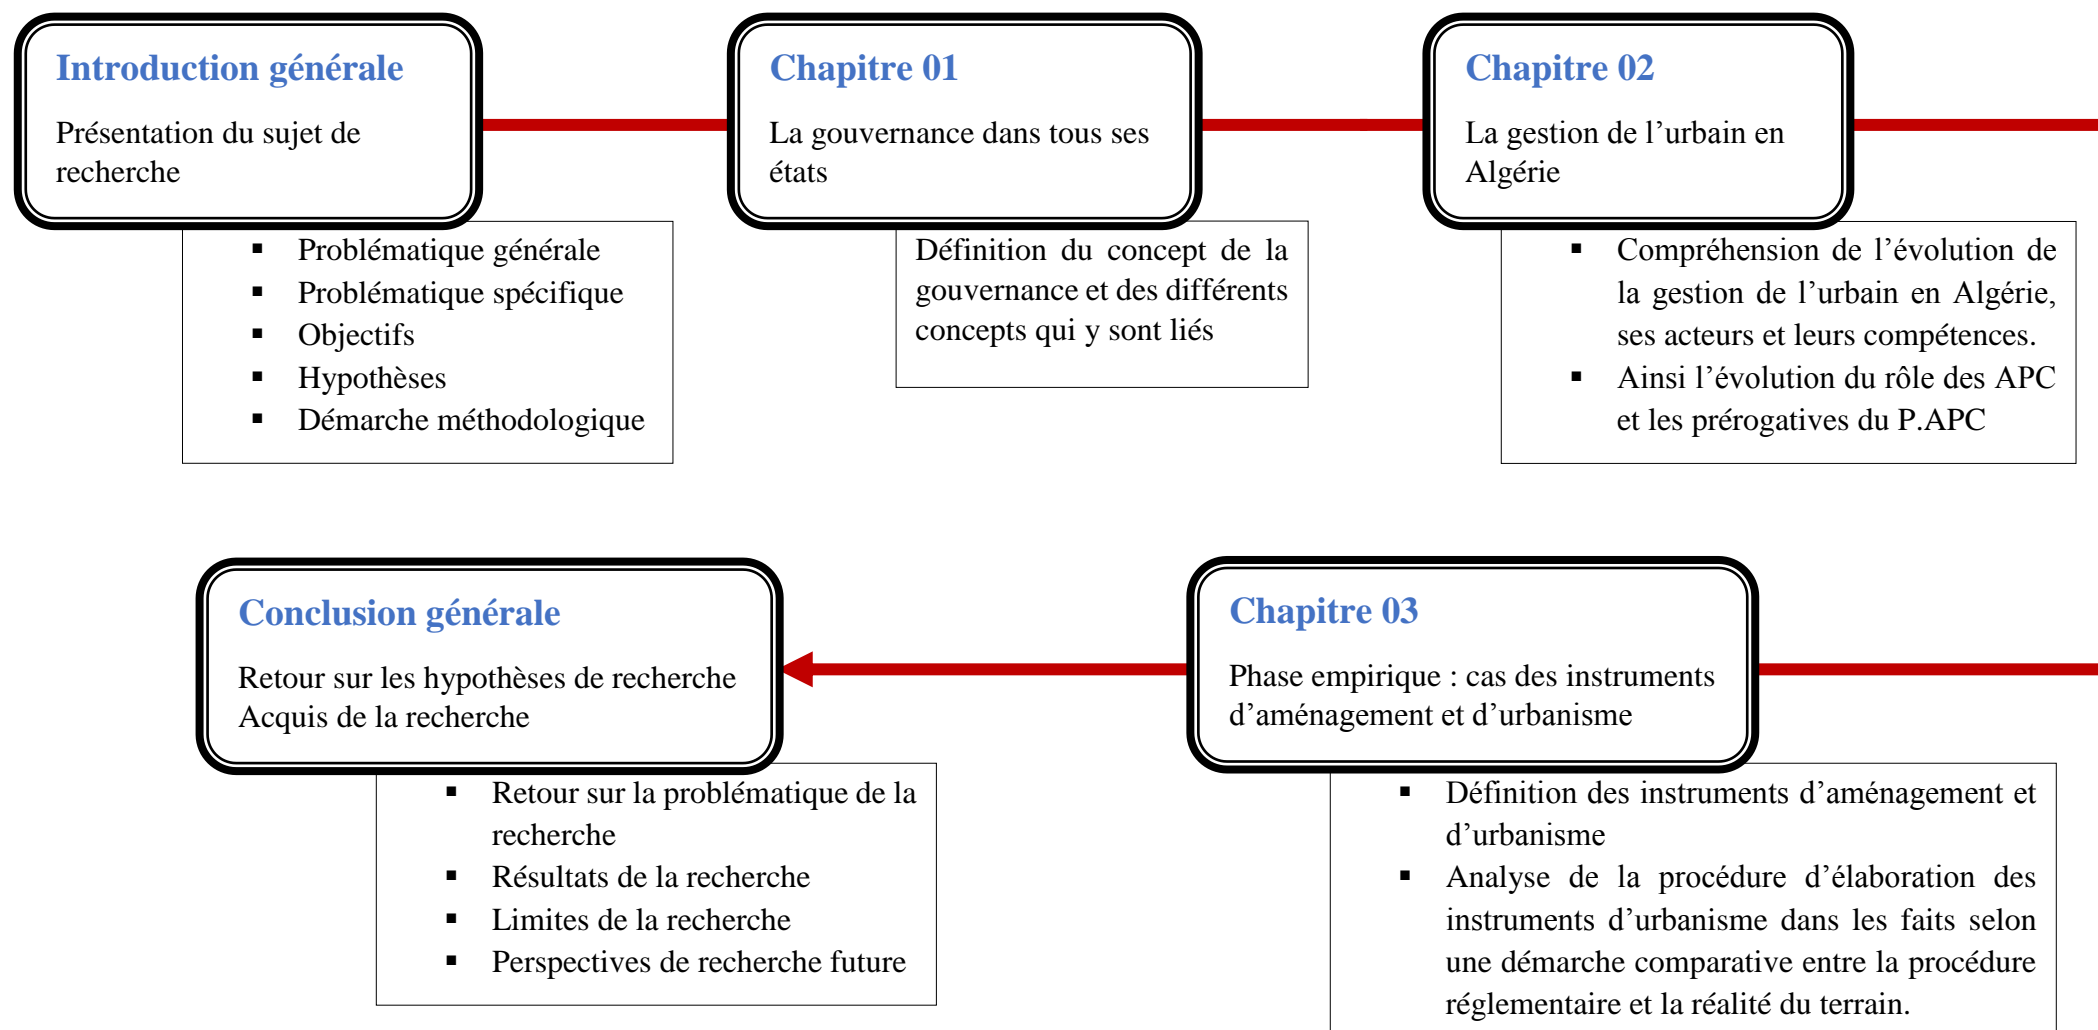 Introduction générale
Présentation du sujet de
recherche
▪ Problématique générale
▪ Problématique spécifique
▪ Objectifs
▪ Hypothèses
▪ Démarche méthodologique
Chapitre 01
La gouvernance dans tous ses
états
Définition du concept de la
gouvernance et des différents
concepts qui y sont liés
Chapitre 02
La gestion de l’urbain en
Algérie
▪ Compréhension de l’évolution de
la gestion de l’urbain en Algérie,
ses acteurs et leurs compétences.
▪ Ainsi l’évolution du rôle des APC
et les prérogatives du P.APC
Chapitre 03
Phase empirique : cas des instruments
d’aménagement et d’urbanisme
▪ Définition des instruments d’aménagement et
d’urbanisme
▪ Analyse de la procédure d’élaboration des
instruments d’urbanisme dans les faits selon
une démarche comparative entre la procédure
réglementaire et la réalité du terrain.
Conclusion générale
Retour sur les hypothèses de recherche
Acquis de la recherche
▪ Retour sur la problématique de la
recherche
▪ Résultats de la recherche
▪ Limites de la recherche
▪ Perspectives de recherche future